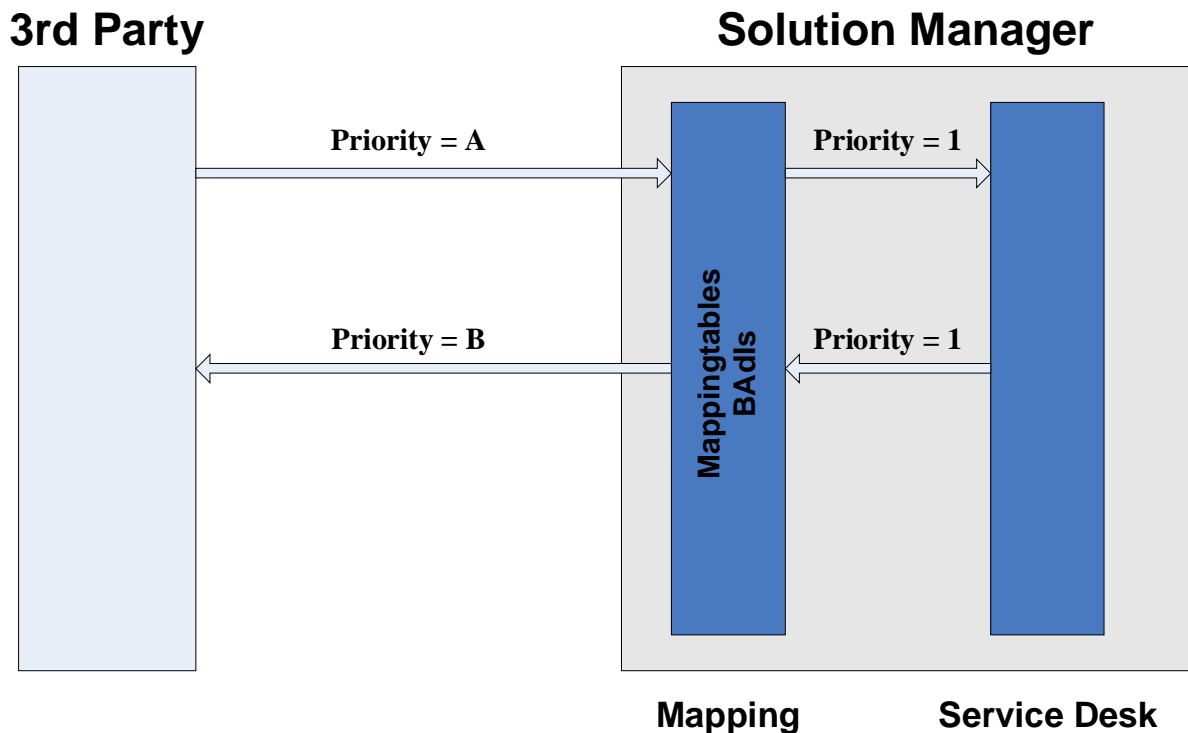 3rd Party
Solution Manager
Priority = A
Priority = 1
Priority = B
Priority = 1
Mappingtables
BAdIs
Mapping
Service Desk